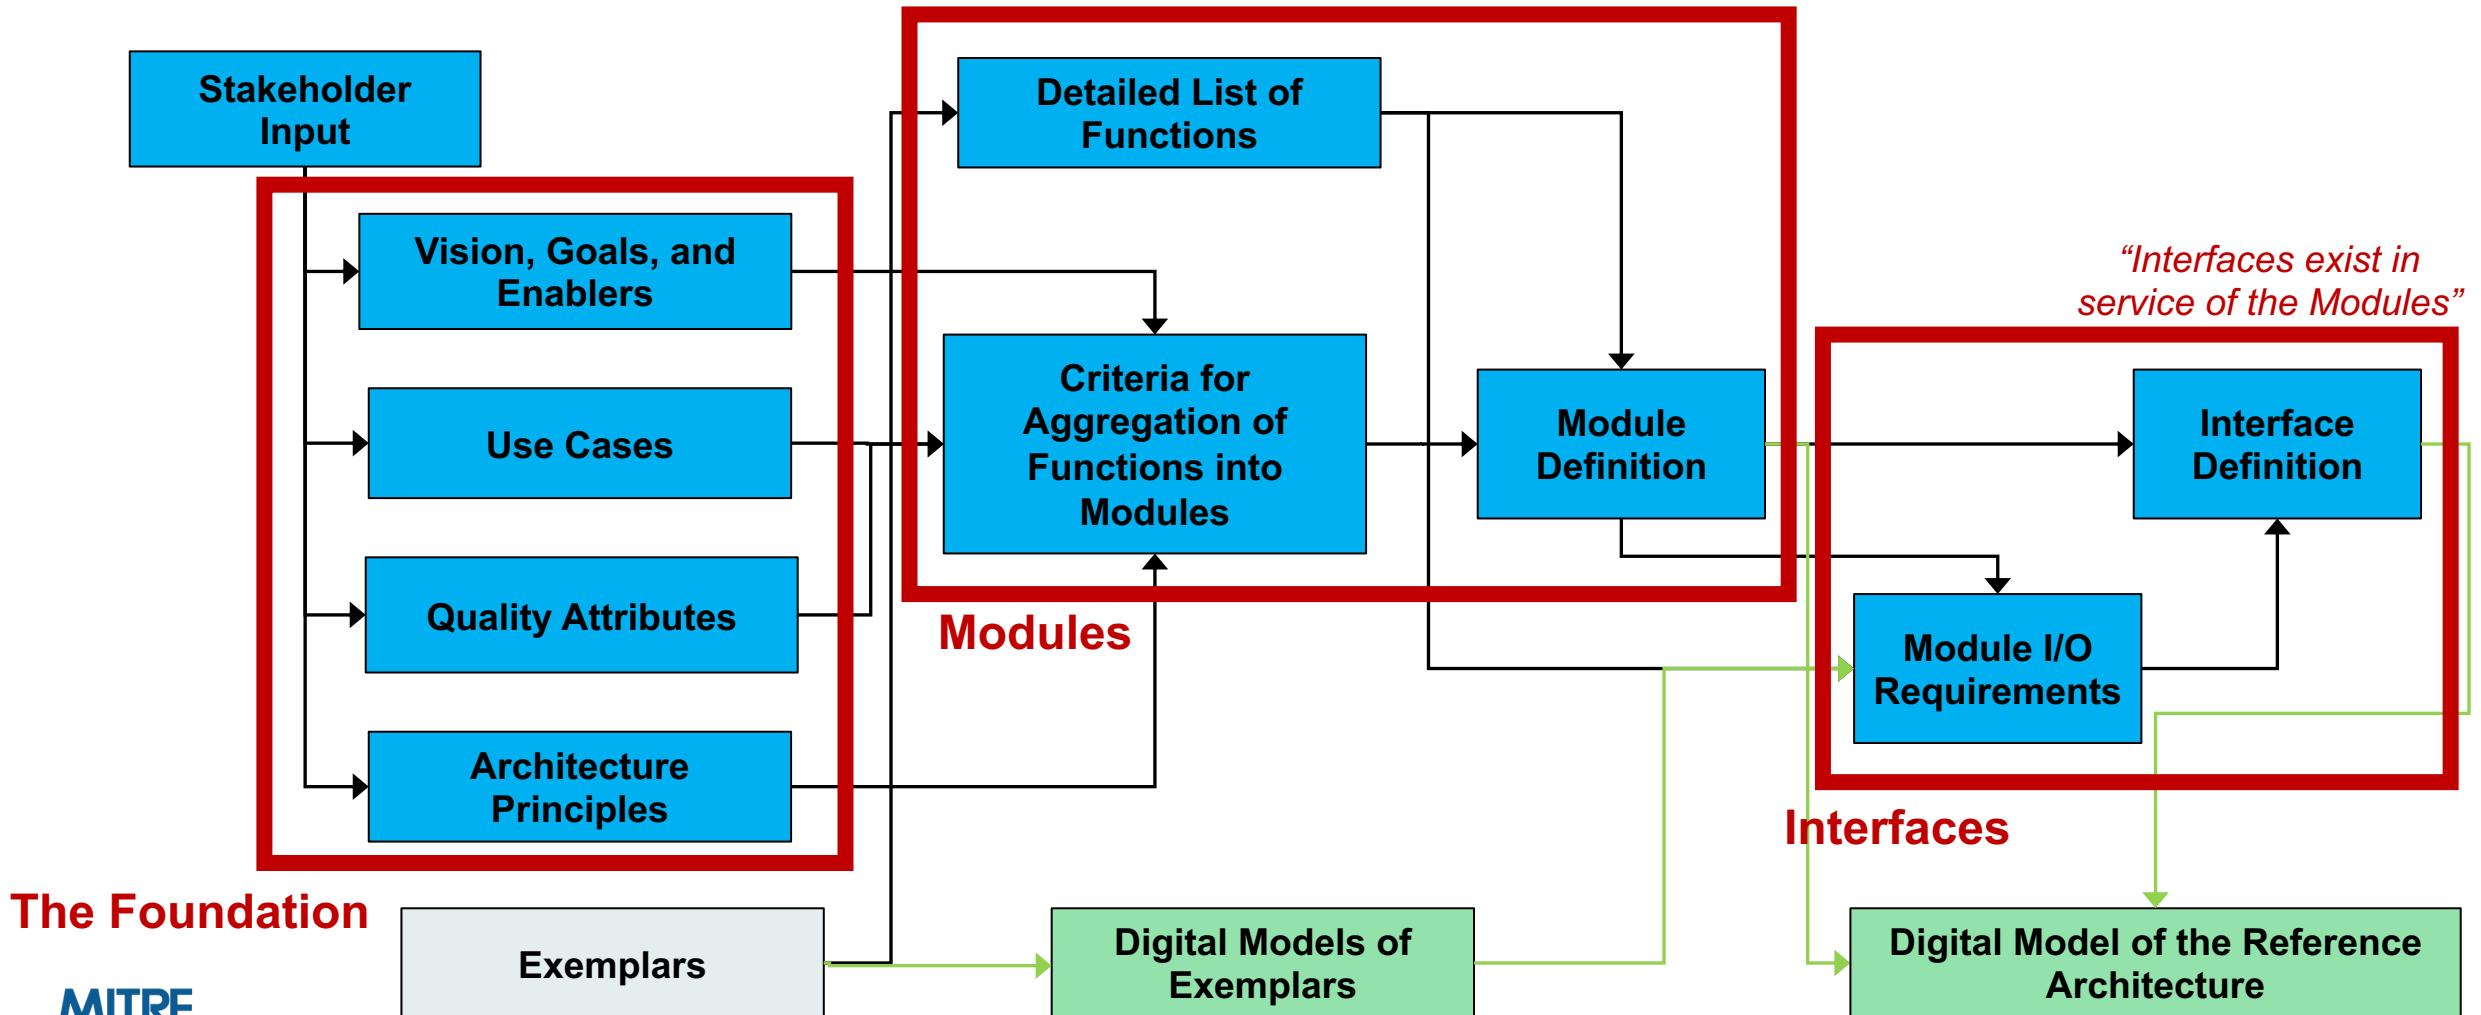 Stakeholder
Input
Detailed List of
Functions
Vision, Goals, and
Enablers
"Interfaces exist in
service of the Modules"
Criteria for
Aggregation of
Functions into
Modules
Module
Definition
Interface
Definition
Use Cases
Quality Attributes
Modules
Module I/O
Requirements
Architecture
Principles
Interfaces
The Foundation
Exemplars
Digital Models of
Exemplars
Digital Model of the Reference
Architecture
MITRE